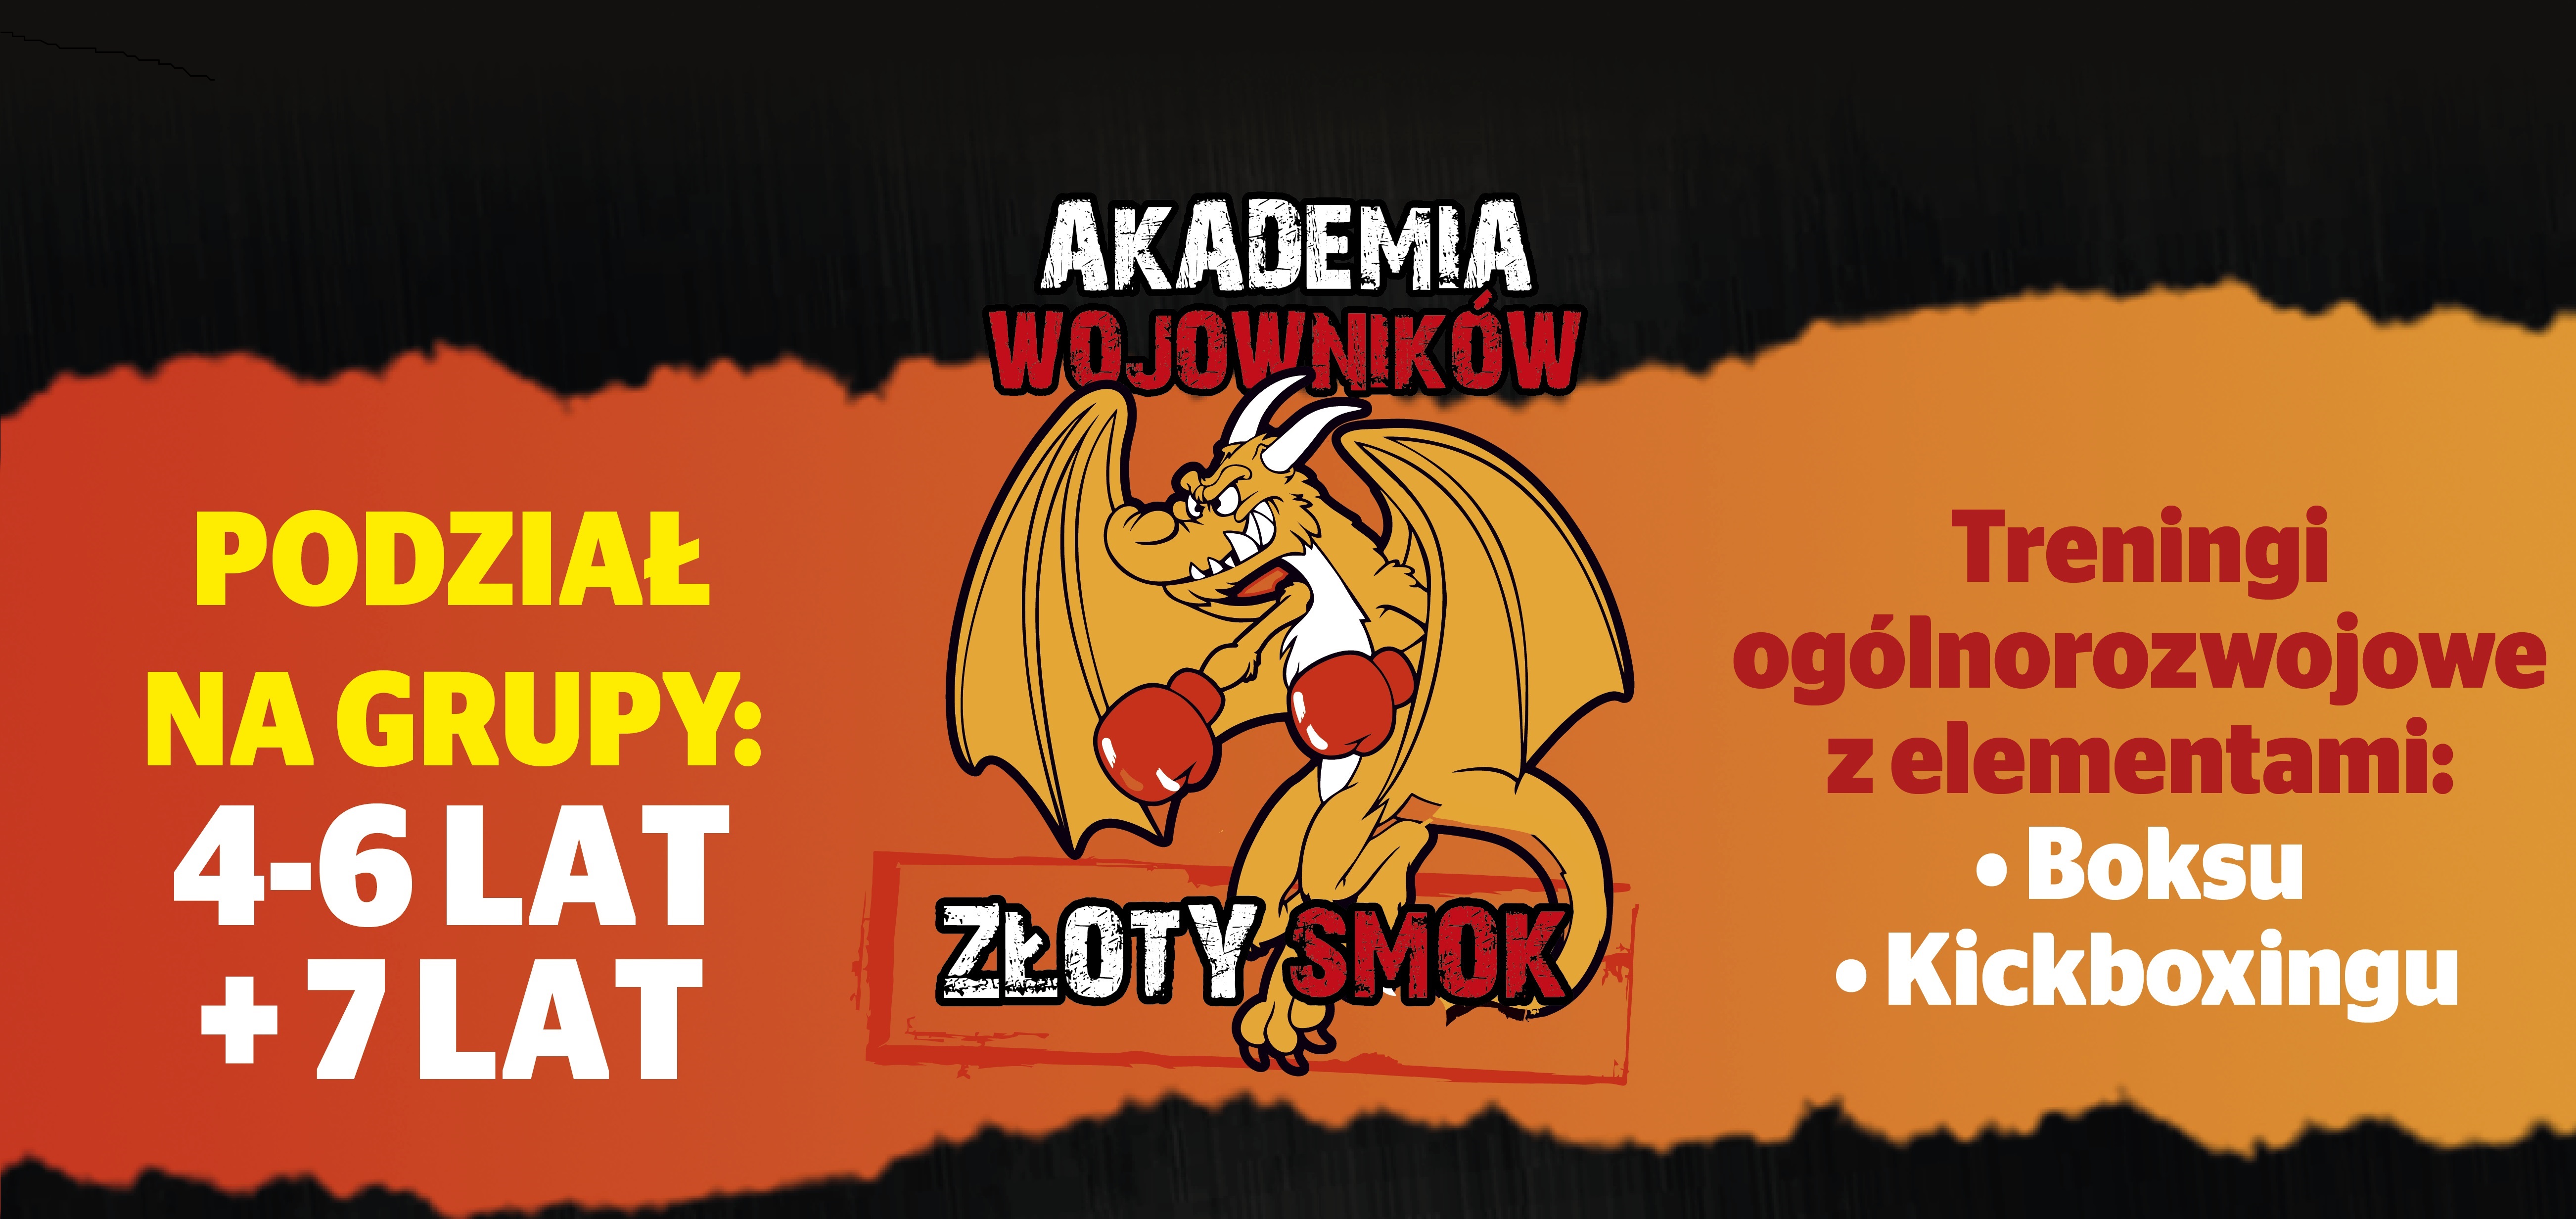 AKADEMIA
WOJOWNIKÓW
ZŁOTY SMOK
PODZIAŁ
NA GRUPY:
4-6 LAT
+ 7 LAT
Treningi
ogólnorozwojowe
z elementami:
• Boksu
• Kickboxingu